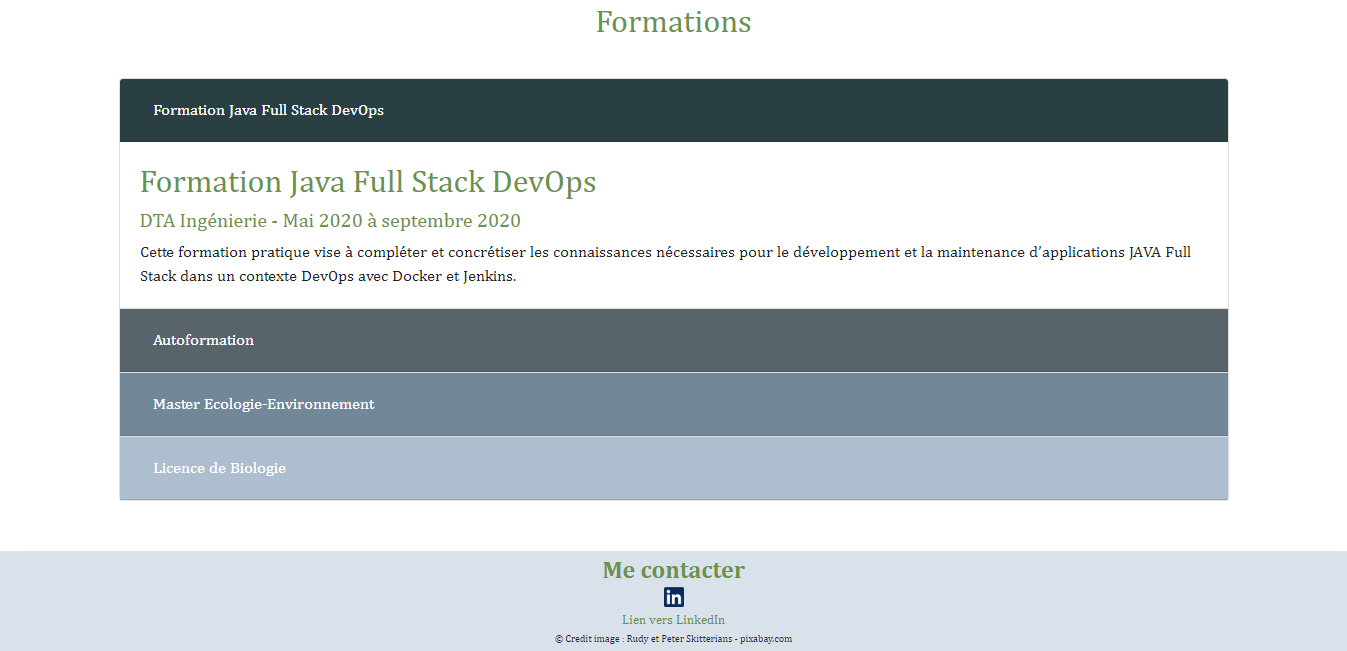 Formations
Formation Java Full Stack DevOps
Formation Java Full Stack DevOps
DTA Ingénierie - Mai 2020 à septembre 2020
Cette formation pratique vise à compléter et concrétiser les connaissances nécessaires pour le développement et la maintenance d’applications JAVA Full
Stack dans un contexte DevOps avec Docker et Jenkins.
Autoformation
Master Ecologie-Environnement
Licence de Biologie
Me contacter
in
Lien vers LinkedIn
© Credit image : Rudy et Peter Skitterians - pixabay.com